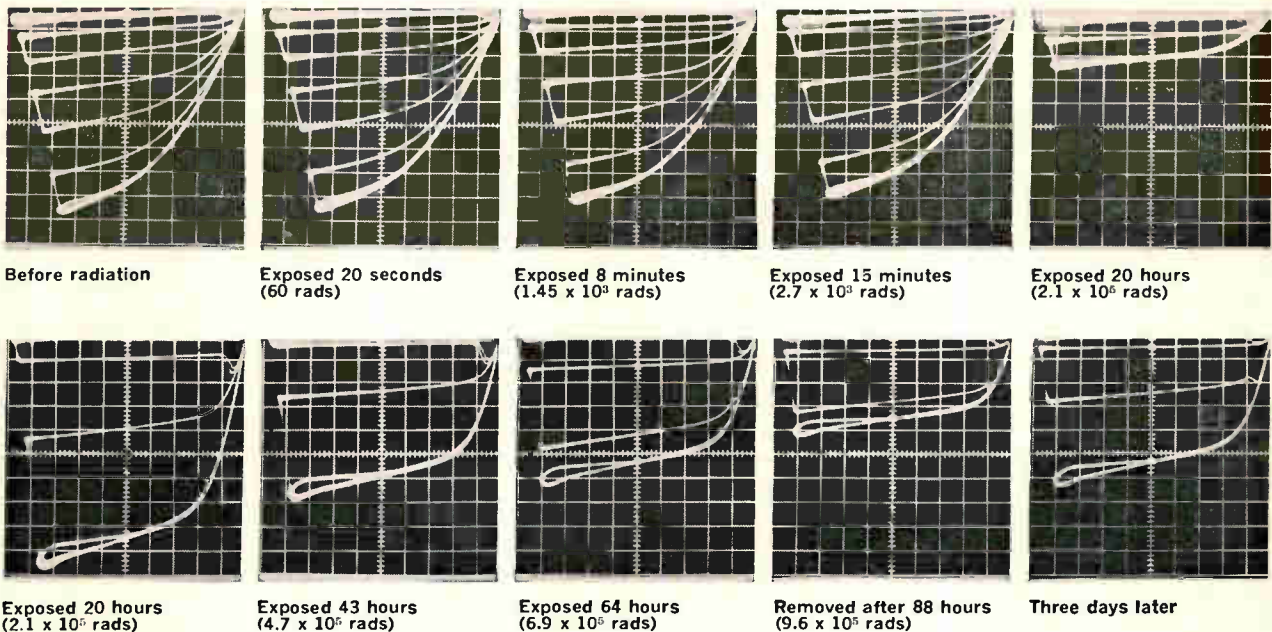 Before radiation
Exposed 20 seconds
(60 rads)
Exposed 8 minutes
(1.45 x 10³ rads)
Exposed 15 minutes
(2.7 x 10³ rads)
Exposed 20 hours
(2.1 x 10⁵ rads)
Exposed 20 hours
(2.1 x 10⁵ rads)
Exposed 43 hours
(4.7 x 10⁵ rads)
Exposed 64 hours
(6.9 x 10⁵ rads)
Removed after 88 hours
(9.6 x 10⁵ rads)
Three days later